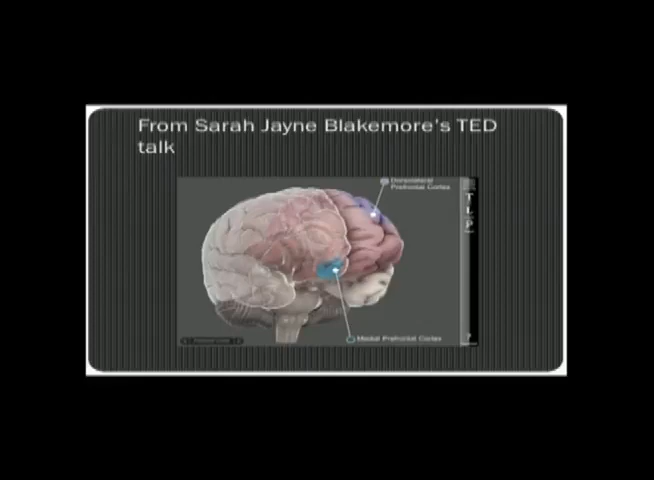 From Sarah Jayne Blakemore's TED
talk
Dorsolateral
Prefrontal Cortex
T
L
P
Medial Prefrontal Cortex
?